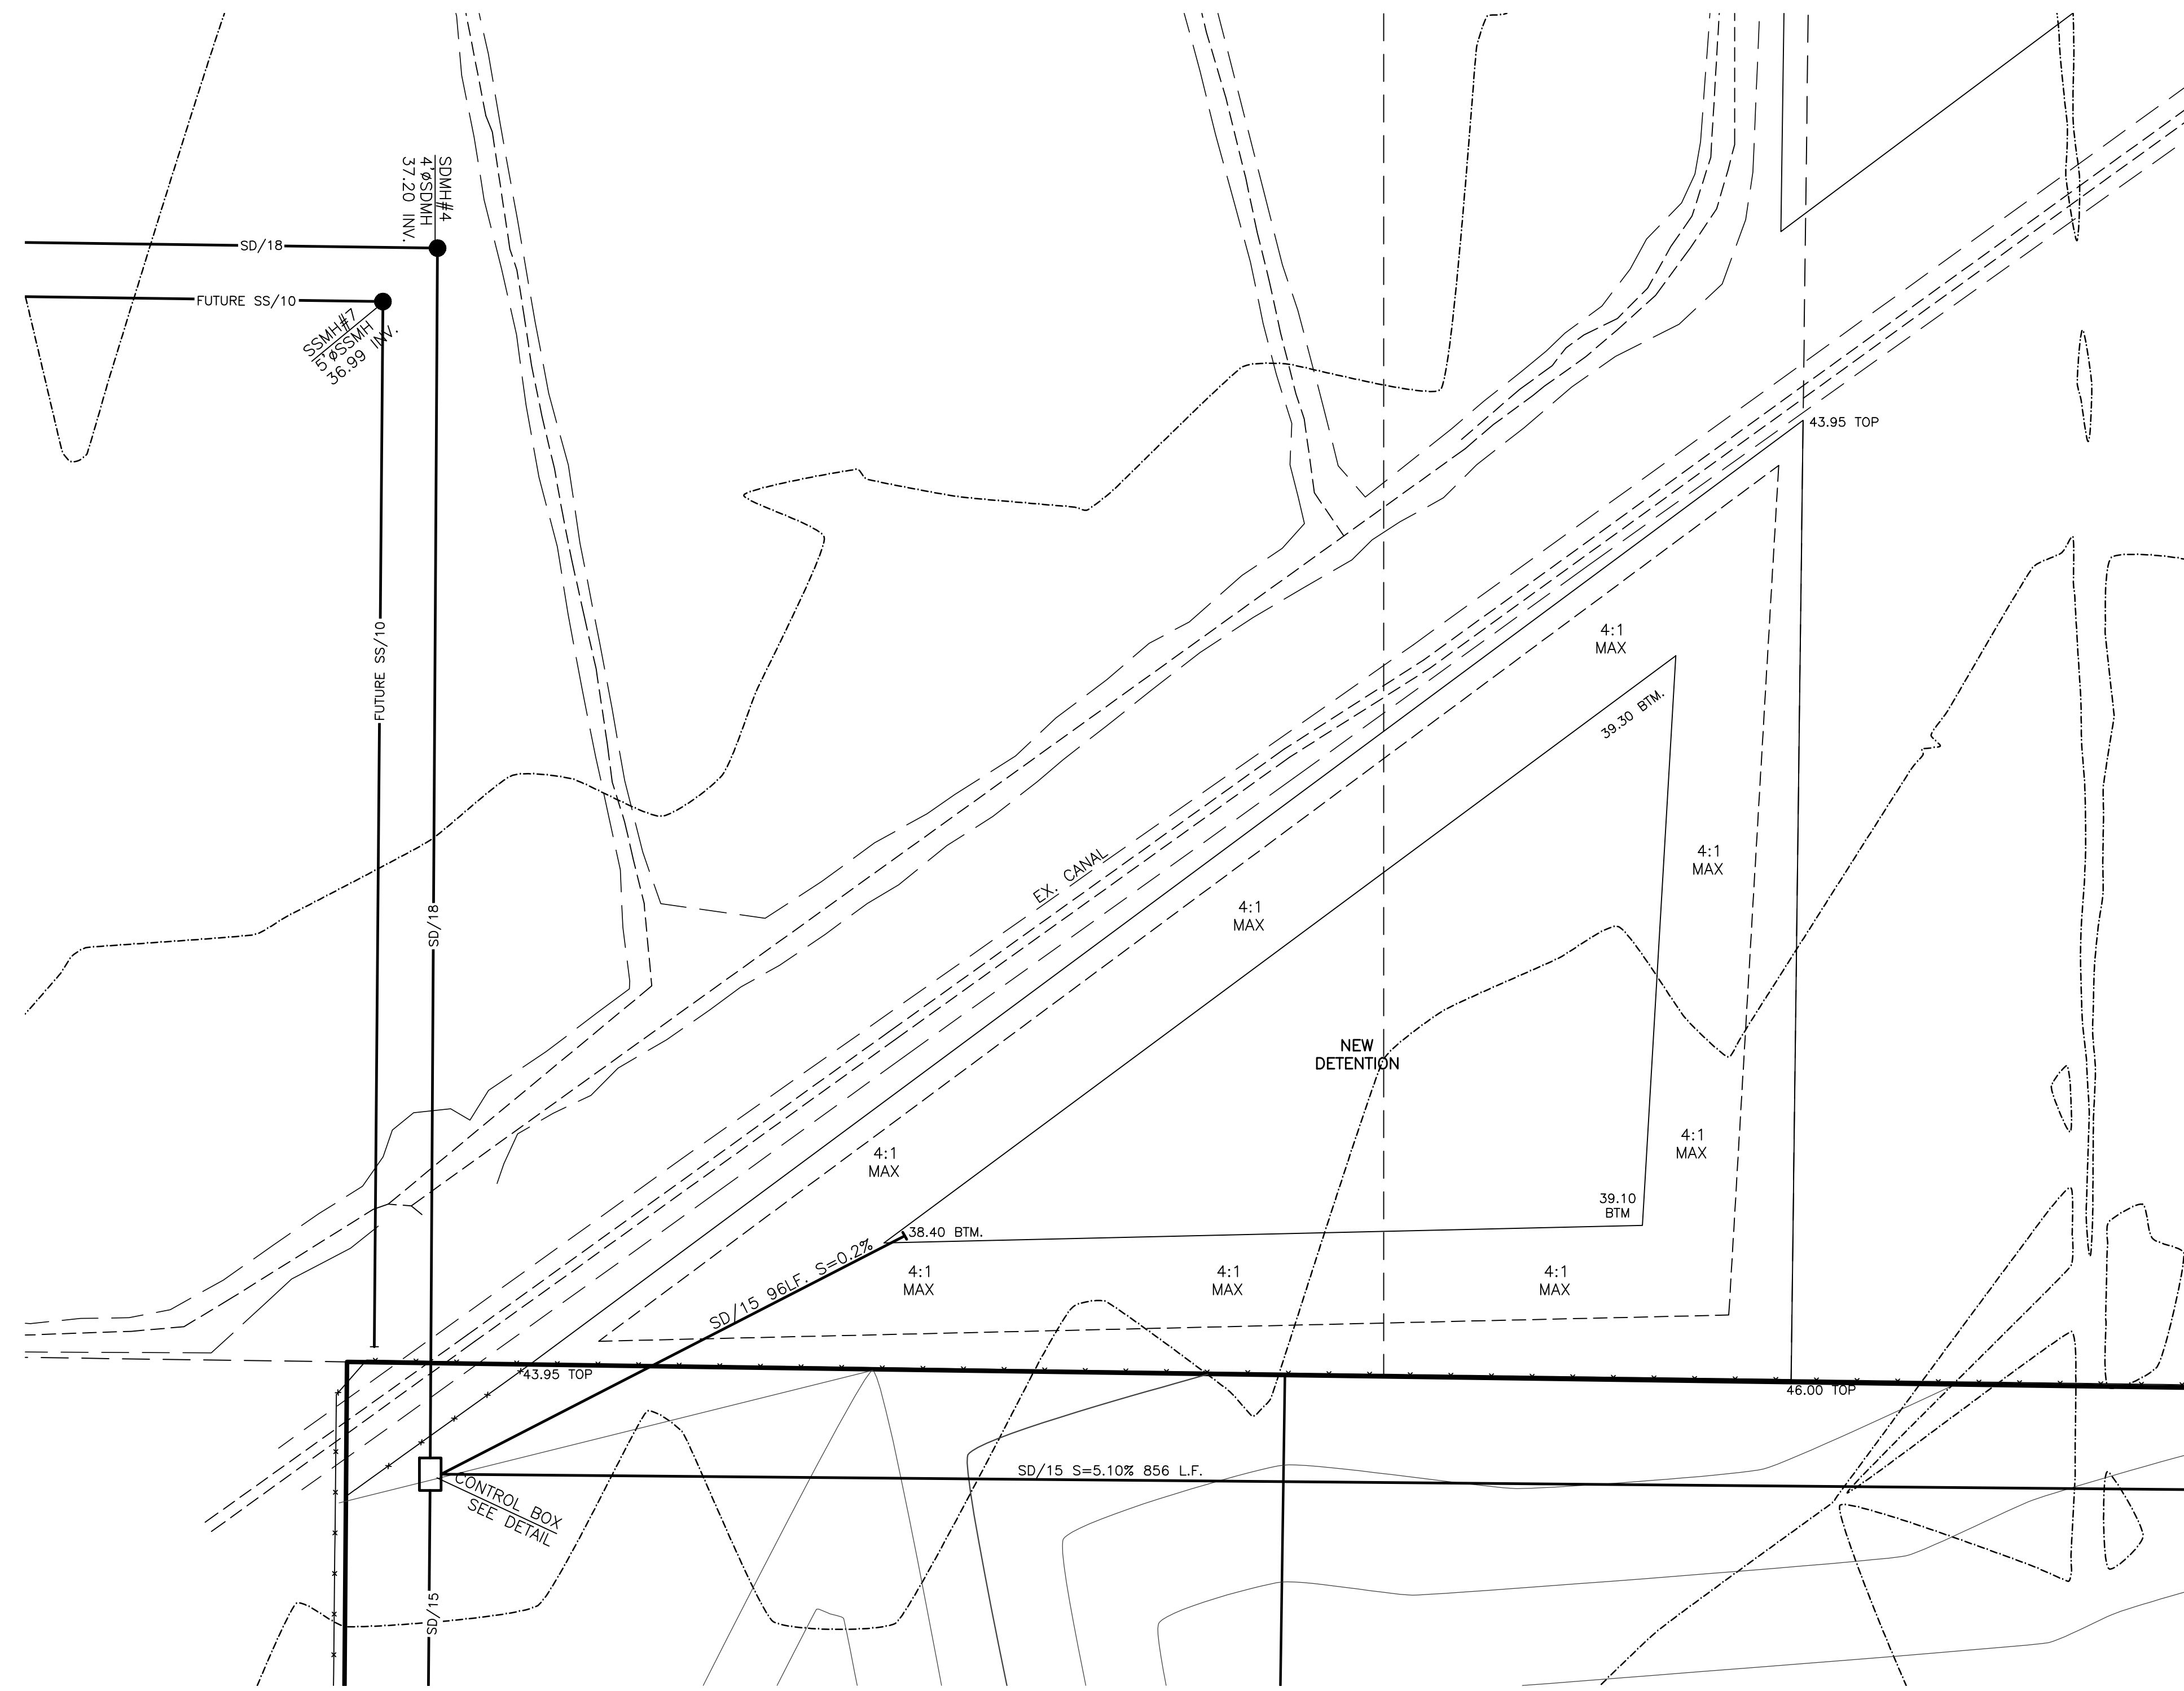 SDMH#4
4'øSDMH
37.20 INV.
SD/18
FUTURE SS/10
SSMH#7
5'øSSMH
36.99 INV.
43.95 TOP
4:1
MAX
FUTURE SS/10
39.30 BTM.
4:1
MAX
EX. CANAL
4:1
MAX
SD/18
NEW
DETENTION
4:1
MAX
4:1
MAX
39.10
BTM
38.40 BTM.
SD/15 96LF. S=0.2%
4:1
MAX
4:1
MAX
4:1
MAX
43.95 TOP
46.00 TOP
SD/15 S=5.10% 856 L.F.
CONTROL BOX
SEE DETAIL
SD/15